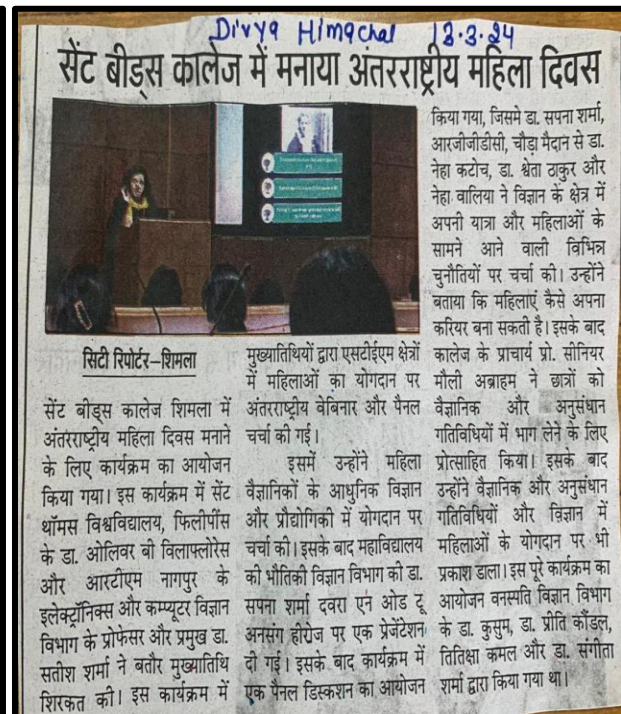 Divya Himachal 13.3.24
सेंट बीड्स कालेज में मनाया अंतरराष्ट्रीय महिला दिवस
सिटी रिपोर्टर-शिमला
सेंट बीड्स कालेज शिमला में
अंतरराष्ट्रीय महिला दिवस मनाने
के लिए कार्यक्रम का आयोजन
किया गया। इस कार्यक्रम में सेंट
थॉमस विश्वविद्यालय, फिलीपींस
के डा. ओलिवर बी विलाफ्लोरेस
और आरटीएम नागपुर के
इलेक्ट्रॉनिक्स और कम्प्यूटर विज्ञान
विभाग के प्रोफेसर और प्रमुख डा.
सतीश शर्मा ने बतौर मुख्यातिथि
शिरकत की। इस कार्यक्रम में
मुख्यातिथियों द्वारा एसटीईएम क्षेत्रों
में महिलाओं का योगदान पर
अंतरराष्ट्रीय वेबिनार और पैनल
चर्चा की गई।
इसमें उन्होंने महिला
वैज्ञानिकों के आधुनिक विज्ञान
और प्रौद्योगिकी में योगदान पर
चर्चा की। इसके बाद महाविद्यालय
की भौतिकी विज्ञान विभाग की डा.
सपना शर्मा दवरा एन ओड टू
अनसंग हीरोज पर एक प्रेजेंटेशन
दी गई। इसके बाद कार्यक्रम में
एक पैनल डिस्कशन का आयोजन
किया गया, जिसमे डा. सपना शर्मा,
आरजीजीडीसी, चौड़ा मैदान से डा.
नेहा कटोच, डा. श्वेता ठाकुर और
नेहा वालिया ने विज्ञान के क्षेत्र में
अपनी यात्रा और महिलाओं के
सामने आने वाली विभिन्न
चुनौतियों पर चर्चा की। उन्होंने
बताया कि महिलाएं कैसे अपना
करियर बना सकती है। इसके बाद
कालेज के प्राचार्य प्रो. सीनियर
मौली अब्राहम ने छात्रों को
वैज्ञानिक और अनुसंधान
गतिविधियों में भाग लेने के लिए
प्रोत्साहित किया। इसके बाद
उन्होंने वैज्ञानिक और अनुसंधान
गतिविधियों और विज्ञान में
महिलाओं के योगदान पर भी
प्रकाश डाला। इस पूरे कार्यक्रम का
आयोजन वनस्पति विज्ञान विभाग
के डा. कुसुम, डा. प्रीति कौंडल,
तितिक्षा कमल और डा. संगीता
शर्मा द्वारा किया गया था।